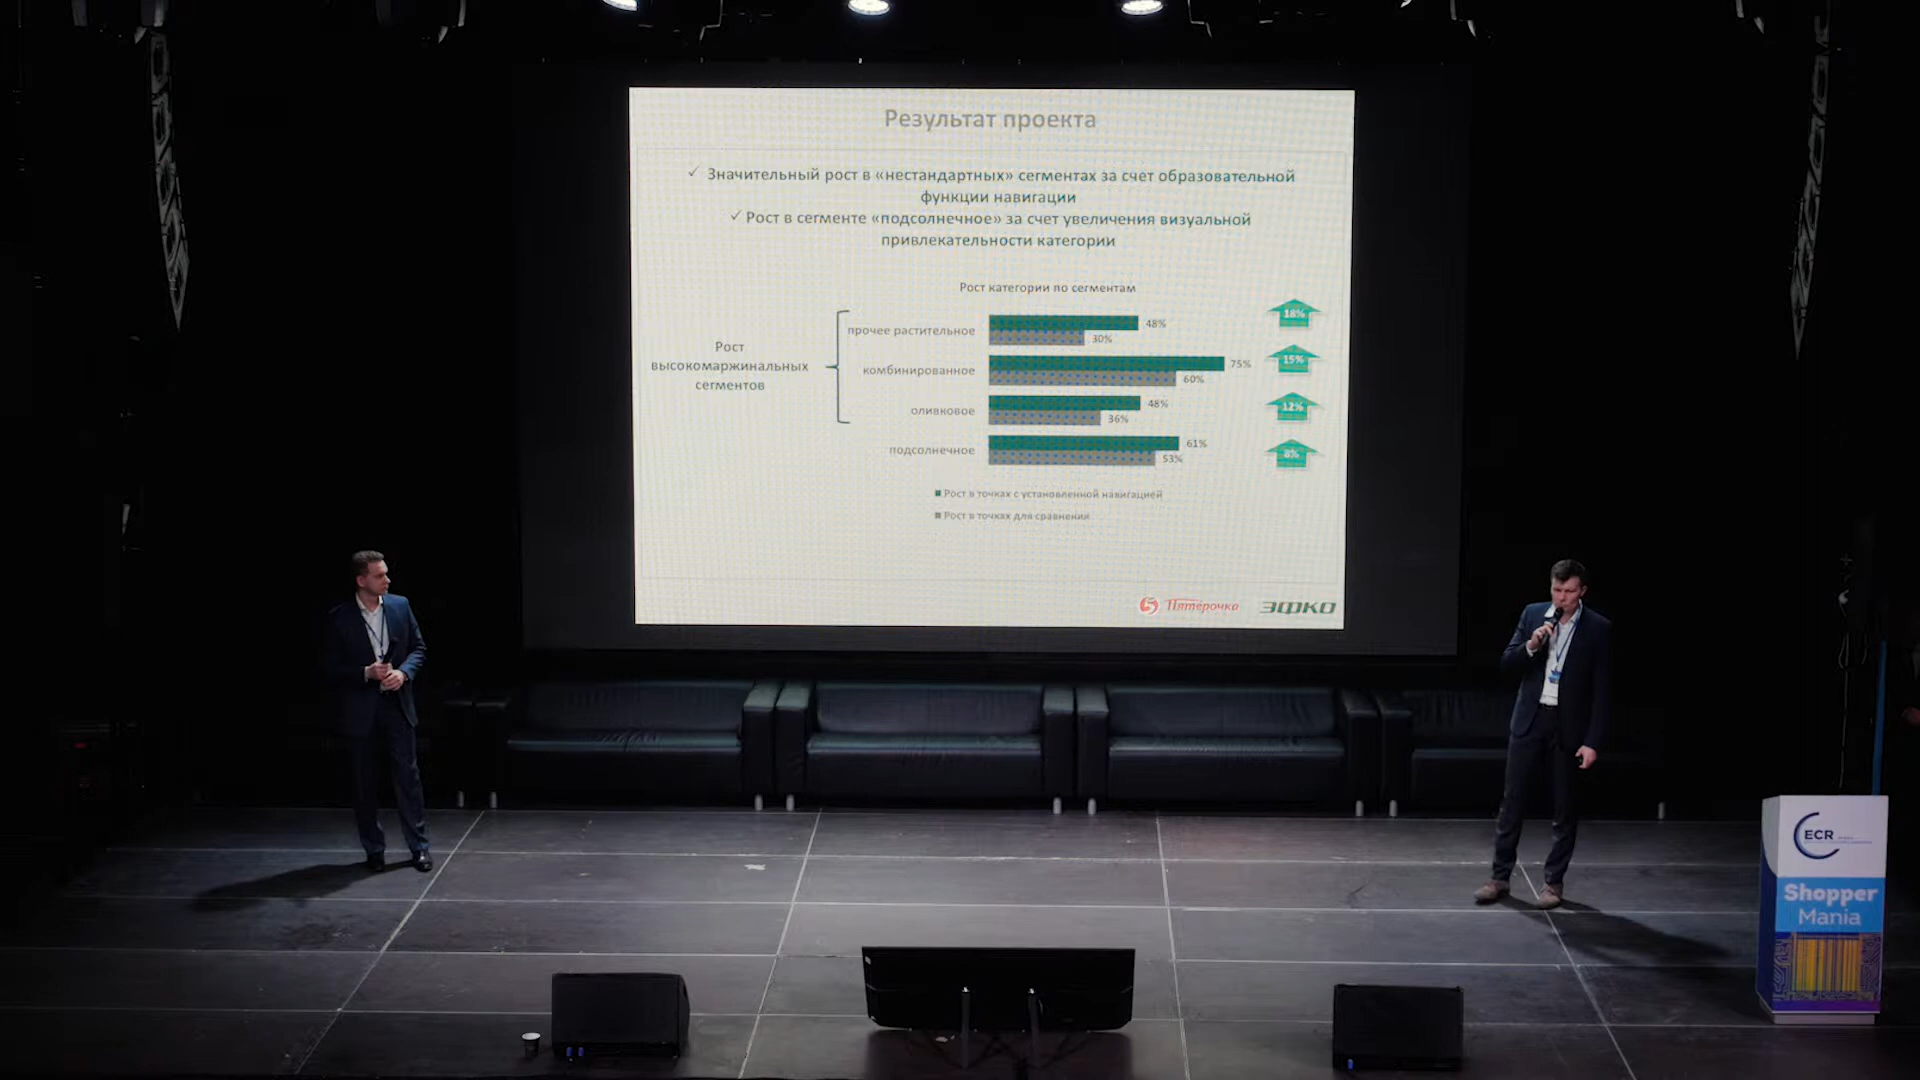 Результат проекта
✓ Значительный рост в «нестандартных» сегментах за счет образовательной
функции навигации
✓ Рост в сегменте «подсолнечное» за счет увеличения визуальной
привлекательности категории
Рост категории по сегментам
Рост
высокомаржинальных
сегментов
прочее растительное
48%
30%
18%
комбинированное
75%
60%
15%
оливковое
48%
36%
12%
подсолнечное
61%
53%
8%
Рост в точках с установленной навигацией
Рост в точках для сравнения
5 Пятёрочка
ЭФКО
ECR
Shopper
Mania